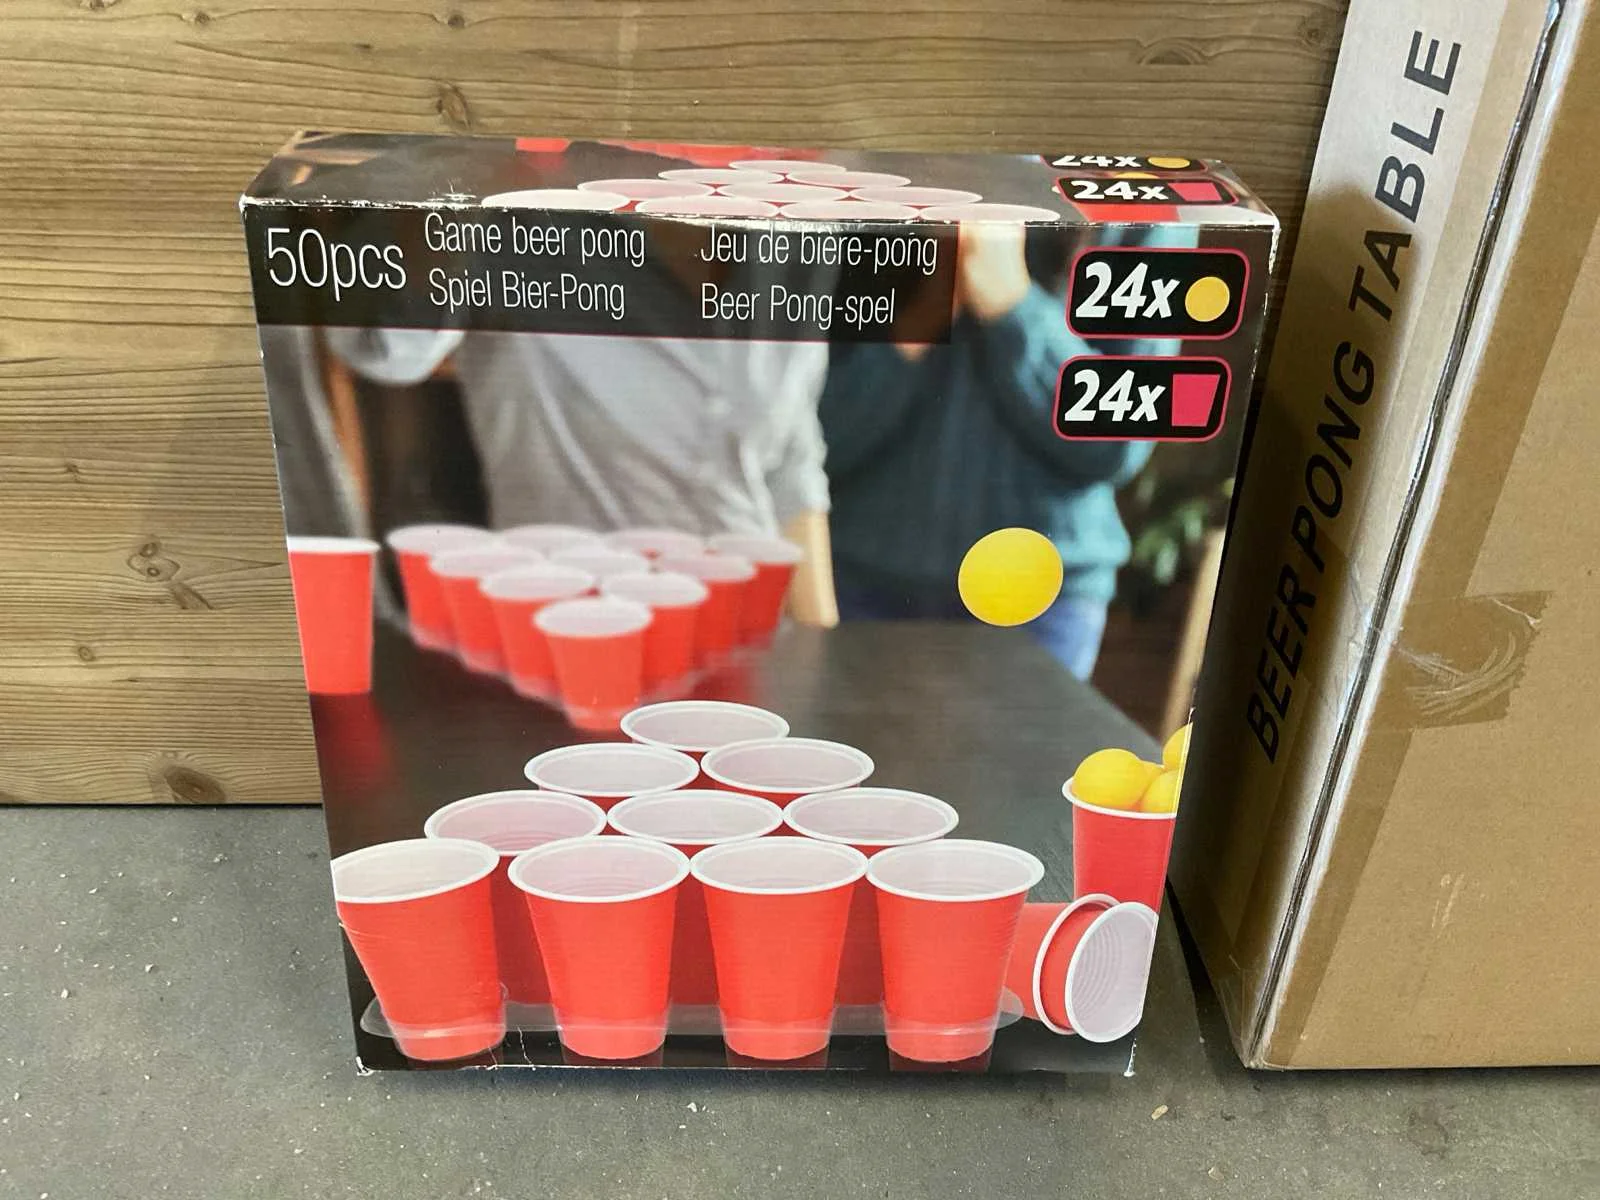 24x
24x
50pcs
Game beer pong
Spiel Bier-Pong
Jeu de bière-pong
Beer Pong-spel
24x
24x
BEER PONG TABLE